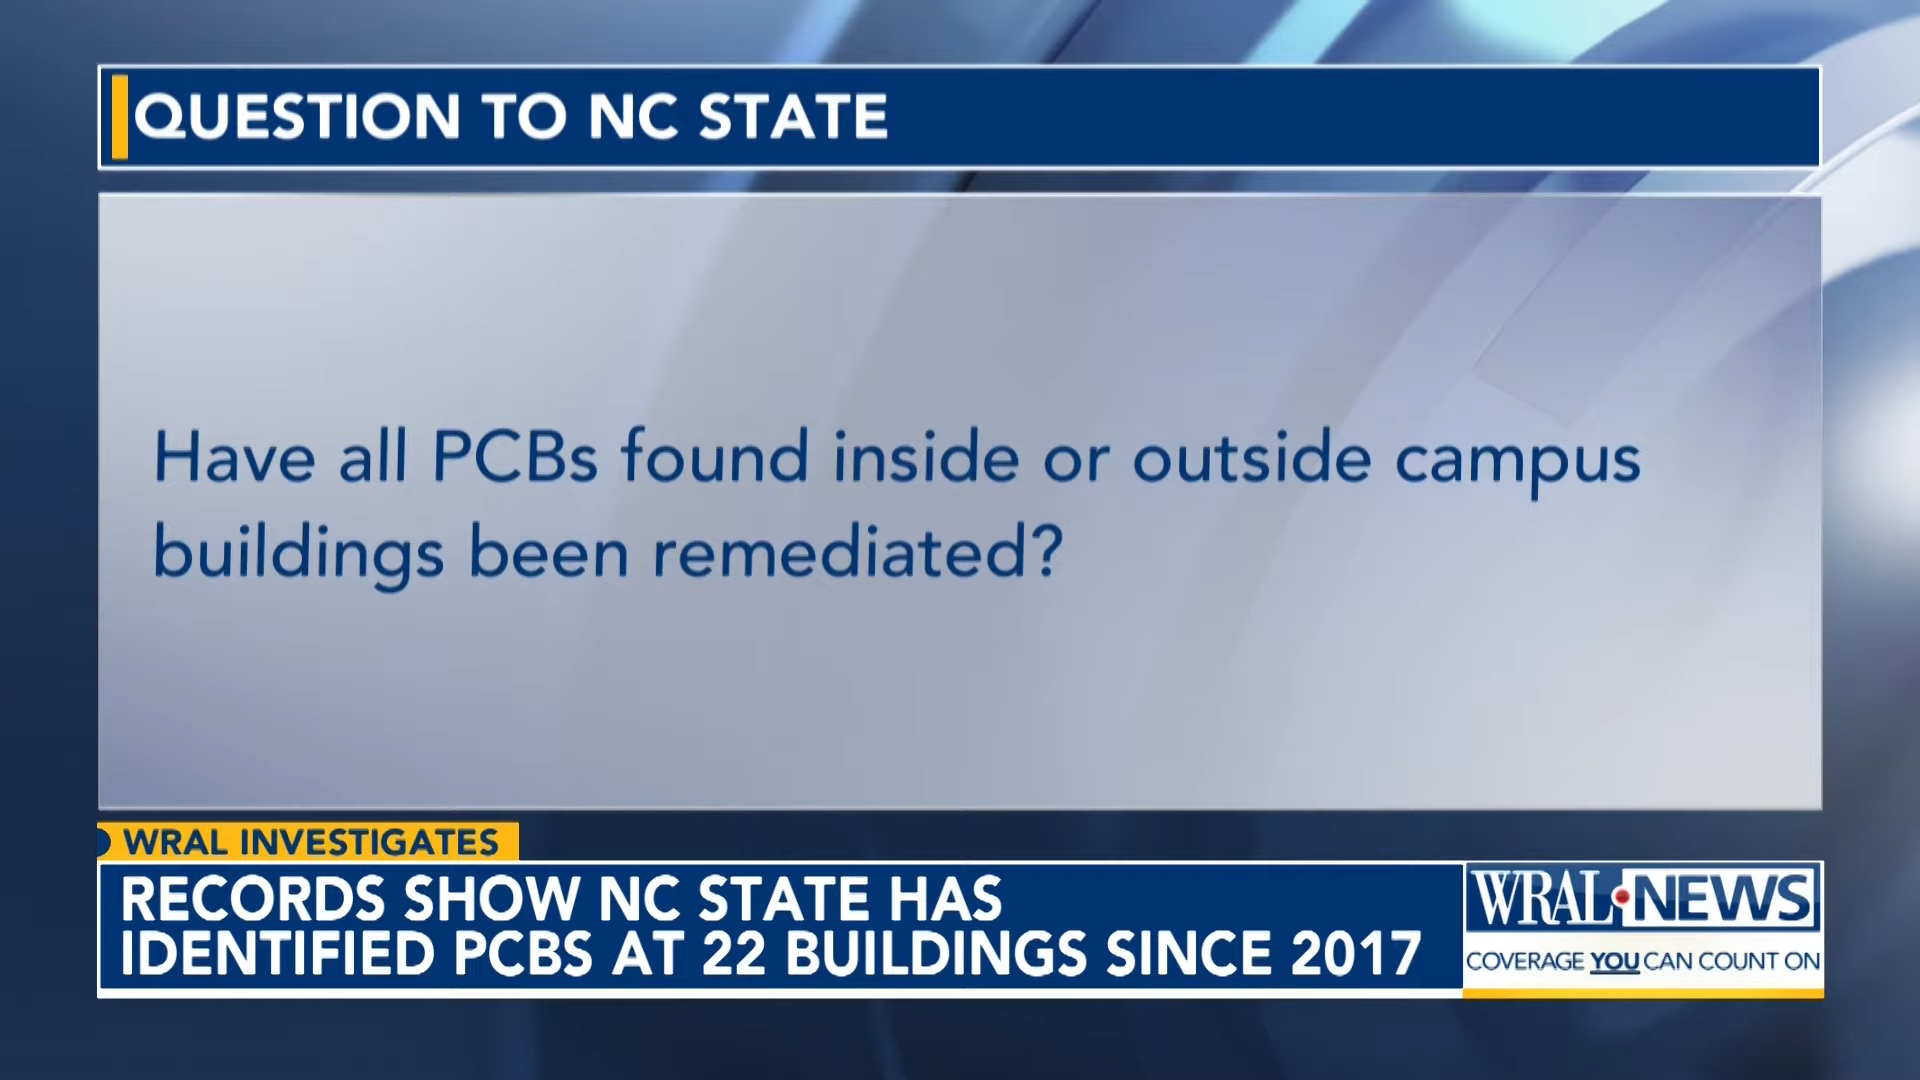 QUESTION TO NC STATE
Have all PCBs found inside or outside campus
buildings been remediated?
WRAL INVESTIGATES
RECORDS SHOW NC STATE HAS
IDENTIFIED PCBS AT 22 BUILDINGS SINCE 2017
WRAL NEWS
COVERAGE YOU CAN COUNT ON